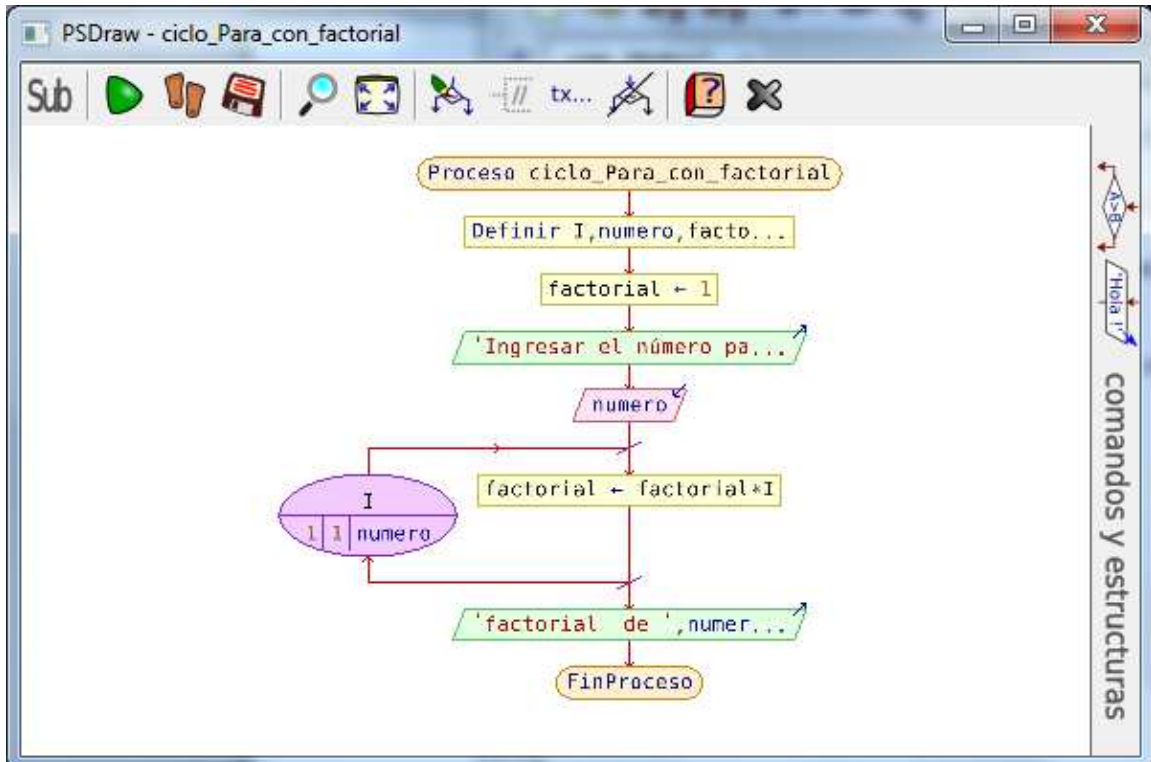 PSDraw - ciclo_Para_con_factorial
Sub
tx...
?
Proceso ciclo_Para_con_factorial
Definir I,numero,facto...
factorial ← 1
'Ingresar el número pa...
numero
factorial ← factorial*I
I
1 1 numero
'factorial de ',numer...
FinProceso
A>B
'Hola !'
comandos y estructuras